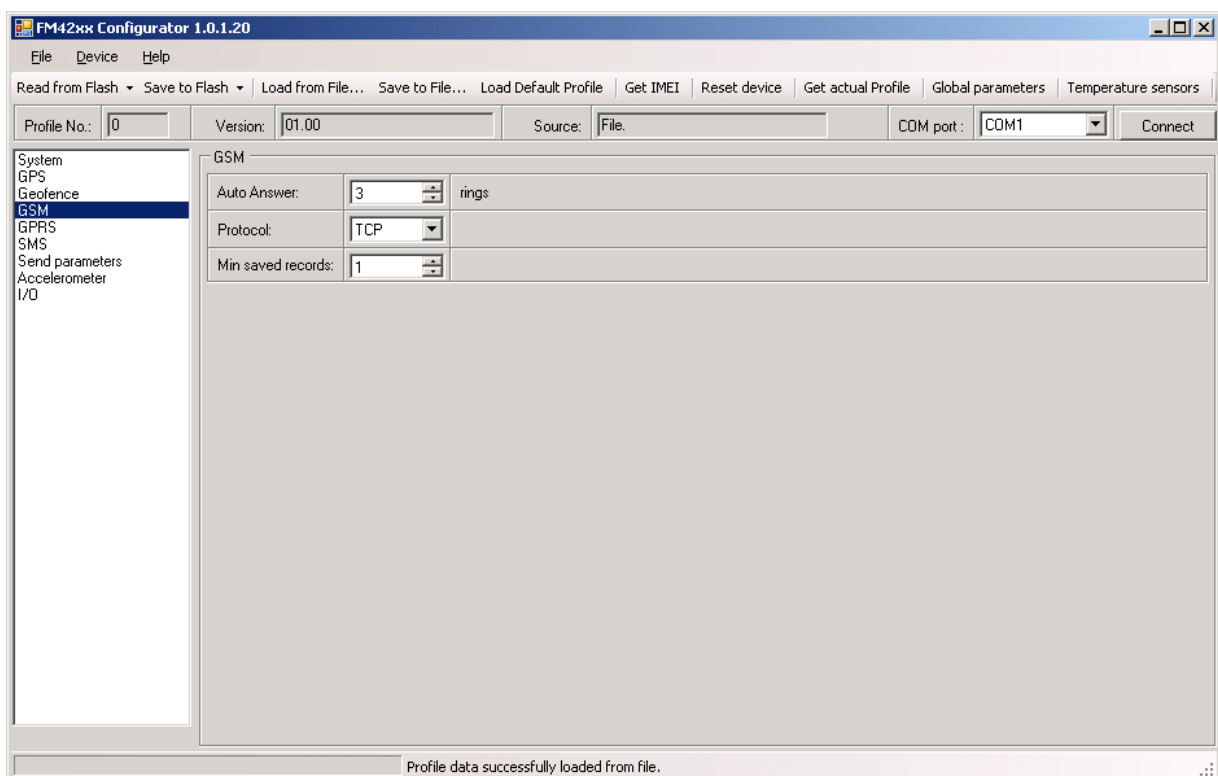 FM42xx Configurator 1.0.1.20
File Device Help
Read from Flash Save to Flash Load from File... Save to File... Load Default Profile Get IMEI Reset device Get actual Profile Global parameters Temperature sensors
Profile No.: 0 Version: 01.00 Source: File. COM port : COM1 Connect
System
GPS
Geofence
GSM
GPRS
SMS
Send parameters
Accelerometer
I/O
GSM
Auto Answer: 3 rings
Protocol: TCP
Min saved records: 1
Profile data successfully loaded from file.